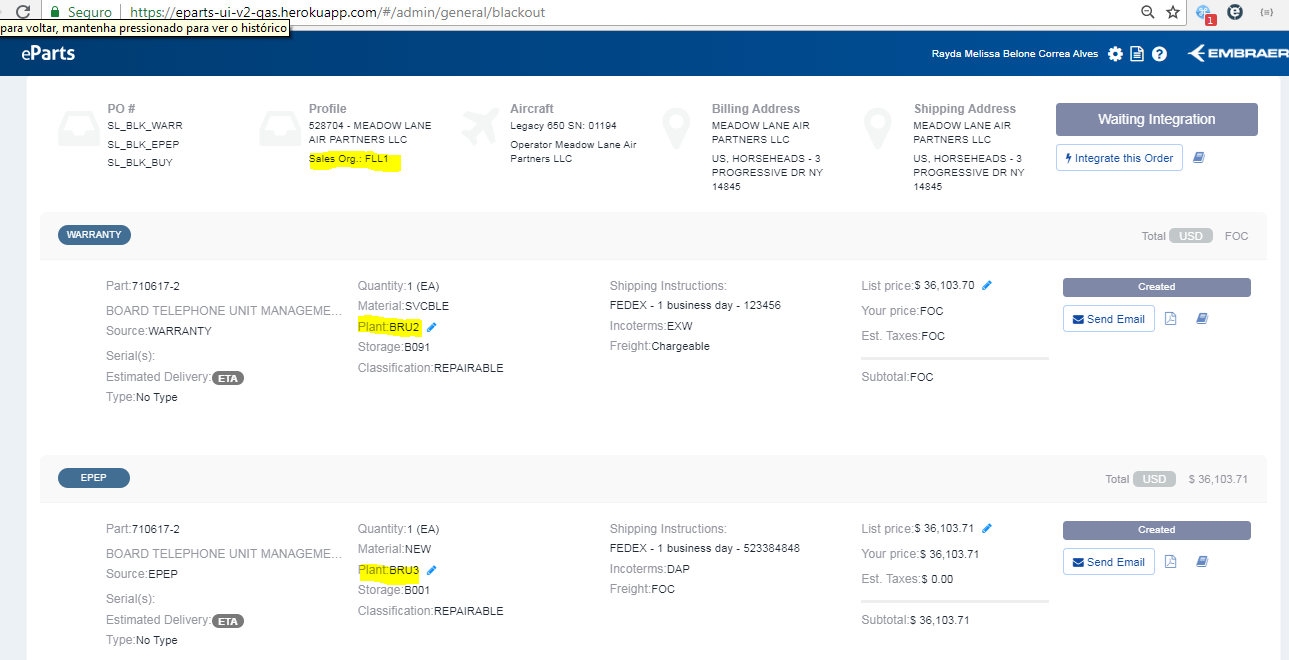 Seguro
https://eparts-ui-v2-qas.herokuapp.com/#/admin/general/blackout
1
para voltar, mantenha pressionado para ver o histórico
eParts
Rayda Melissa Belone Correa Alves
EMBRAER
PO #
SL_BLK_WARR
SL_BLK_EPEP
SL_BLK_BUY
Profile
528704 - MEADOW LANE
AIR PARTNERS LLC
Sales Org.: FLL1
Aircraft
Legacy 650 SN: 01194
Operator Meadow Lane Air
Partners LLC
Billing Address
MEADOW LANE AIR
PARTNERS LLC
US, HORSEHEADS - 3
PROGRESSIVE DR NY
14845
Shipping Address
MEADOW LANE AIR
PARTNERS LLC
US, HORSEHEADS - 3
PROGRESSIVE DR NY
14845
Waiting Integration
Integrate this Order
WARRANTY
Total USD FOC
Part:710617-2
BOARD TELEPHONE UNIT MANAGEME...
Source:WARRANTY
Serial(s):
Estimated Delivery: ETA
Type:No Type
Quantity:1 (EA)
Material:SVCBLE
Plant:BRU2
Storage:B091
Classification:REPAIRABLE
Shipping Instructions:
FEDEX - 1 business day - 123456
Incoterms:EXW
Freight:Chargeable
List price:$ 36,103.70
Your price:FOC
Est. Taxes:FOC
Subtotal:FOC
Created
Send Email
EPEP
Total USD $ 36,103.71
Part:710617-2
BOARD TELEPHONE UNIT MANAGEME...
Source:EPEP
Serial(s):
Estimated Delivery: ETA
Type:No Type
Quantity:1 (EA)
Material:NEW
Plant:BRU3
Storage:B001
Classification:REPAIRABLE
Shipping Instructions:
FEDEX - 1 business day - 523384848
Incoterms:DAP
Freight:FOC
List price:$ 36,103.71
Your price:$ 36,103.71
Est. Taxes:$ 0.00
Subtotal:$ 36,103.71
Created
Send Email